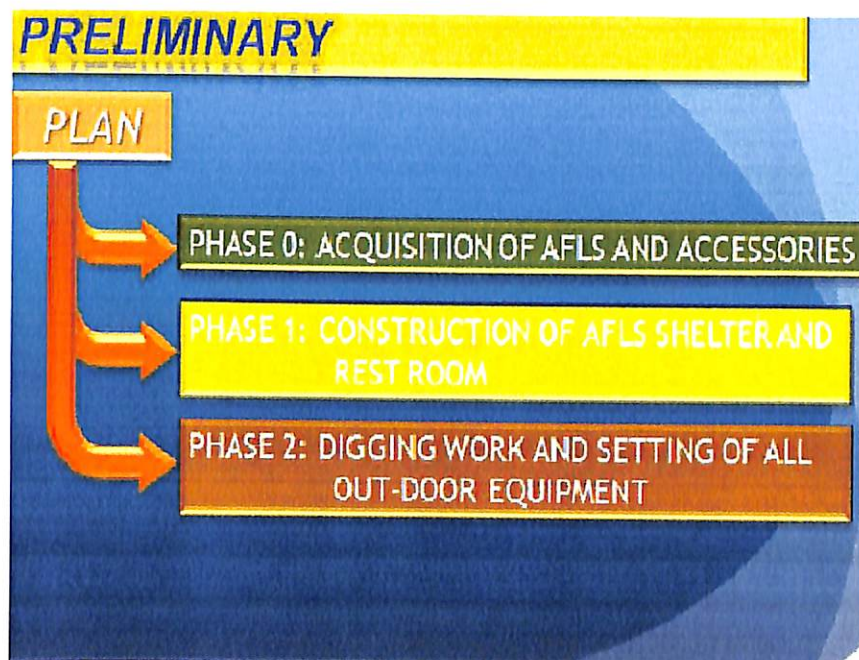 PRELIMINARY
PLAN
PHASE 0: ACQUISITION OF AFLS AND ACCESSORIES
PHASE 1: CONSTRUCTION OF AFLS SHELTER AND
REST ROOM
PHASE 2: DIGGING WORK AND SETTING OF ALL
OUT-DOOR EQUIPMENT